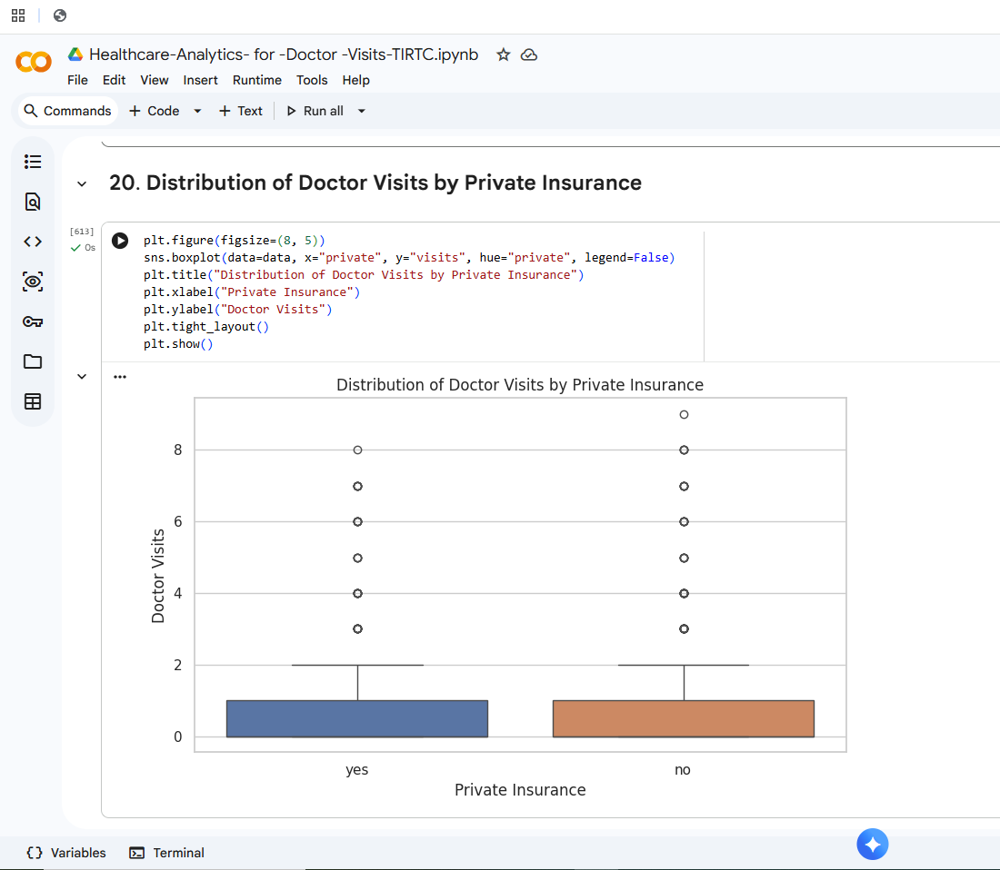 Healthcare-Analytics- for -Doctor -Visits-TIRTC.ipynb
File Edit View Insert Runtime Tools Help
Commands + Code + Text Run all
20. Distribution of Doctor Visits by Private Insurance
[613]
0s
plt.figure(figsize=(8, 5))
sns.boxplot(data=data, x="private", y="visits", hue="private", legend=False)
plt.title("Distribution of Doctor Visits by Private Insurance")
plt.xlabel("Private Insurance")
plt.ylabel("Doctor Visits")
plt.tight_layout()
plt.show()
Distribution of Doctor Visits by Private Insurance
Doctor Visits
8
6
4
2
0
yes no
Private Insurance
Variables Terminal